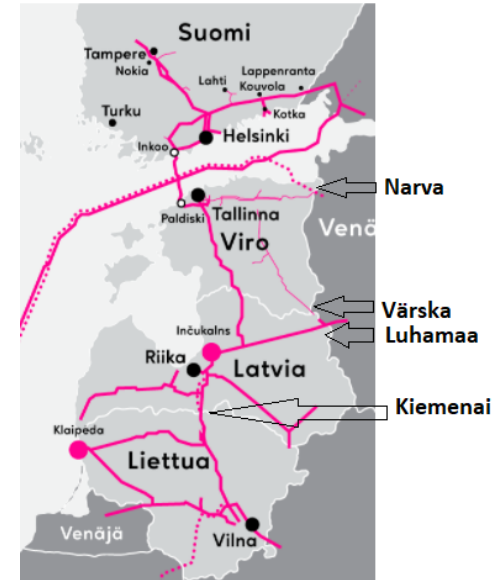 Suomi
Tampere
Nokia
Lahti
Lappenranta
Kouvola
Turku
Kotka
Helsinki
Inkoo
Narva
Paldiski
Tallinna
Viro
Venä
Värska
Luhamaa
Inčukalns
Riika
Latvia
Kiemenai
Klaipeda
Liettua
Venäjä
Vilna